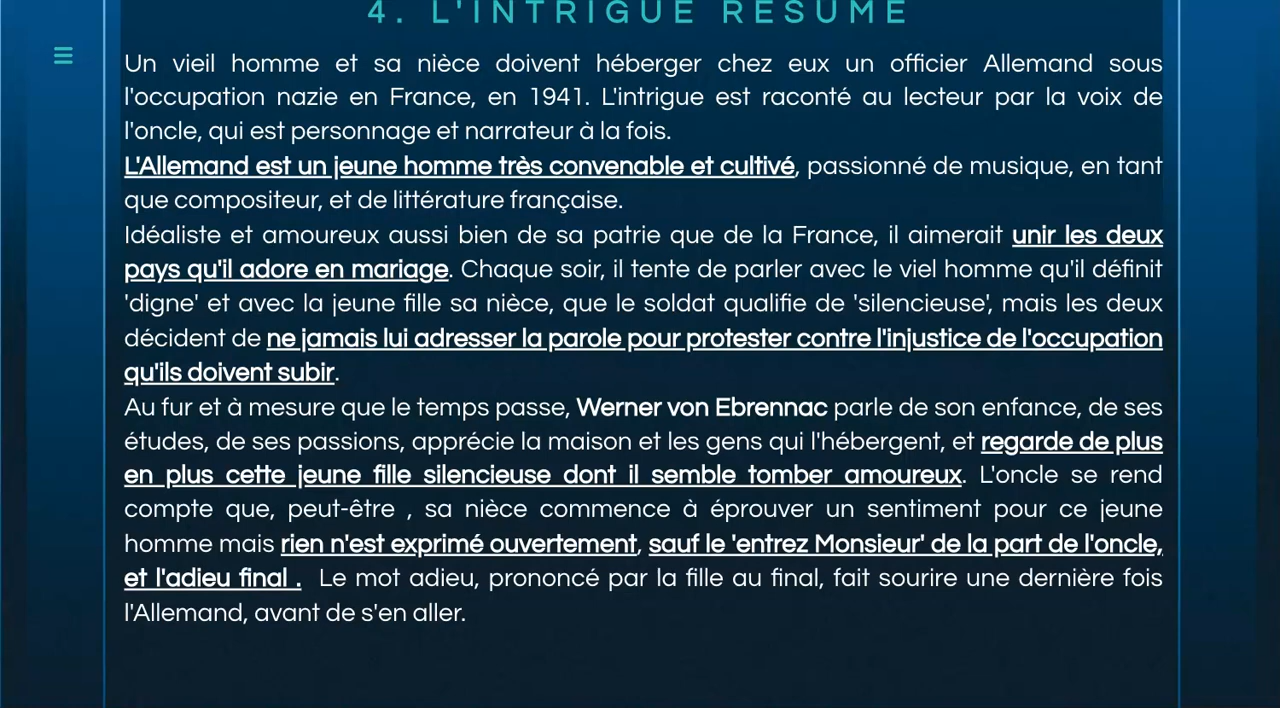 4. L'INTRIGUE RESUME
Un vieil homme et sa nièce doivent héberger chez eux un officier Allemand sous
l'occupation nazie en France, en 1941. L'intrigue est raconté au lecteur par la voix de
l'oncle, qui est personnage et narrateur à la fois.
L'Allemand est un jeune homme très convenable et cultivé, passionné de musique, en tant
que compositeur, et de littérature française.
Idéaliste et amoureux aussi bien de sa patrie que de la France, il aimerait unir les deux
pays qu'il adore en mariage. Chaque soir, il tente de parler avec le viel homme qu'il définit
'digne' et avec la jeune fille sa nièce, que le soldat qualifie de 'silencieuse', mais les deux
décident de ne jamais lui adresser la parole pour protester contre l'injustice de l'occupation
qu'ils doivent subir.
Au fur et à mesure que le temps passe, Werner von Ebrennac parle de son enfance, de ses
études, de ses passions, apprécie la maison et les gens qui l'hébergent, et regarde de plus
en plus cette jeune fille silencieuse dont il semble tomber amoureux. L'oncle se rend
compte que, peut-être , sa nièce commence à éprouver un sentiment pour ce jeune
homme mais rien n'est exprimé ouvertement, sauf le 'entrez Monsieur' de la part de l'oncle,
et l'adieu final . Le mot adieu, prononcé par la fille au final, fait sourire une dernière fois
l'Allemand, avant de s'en aller.